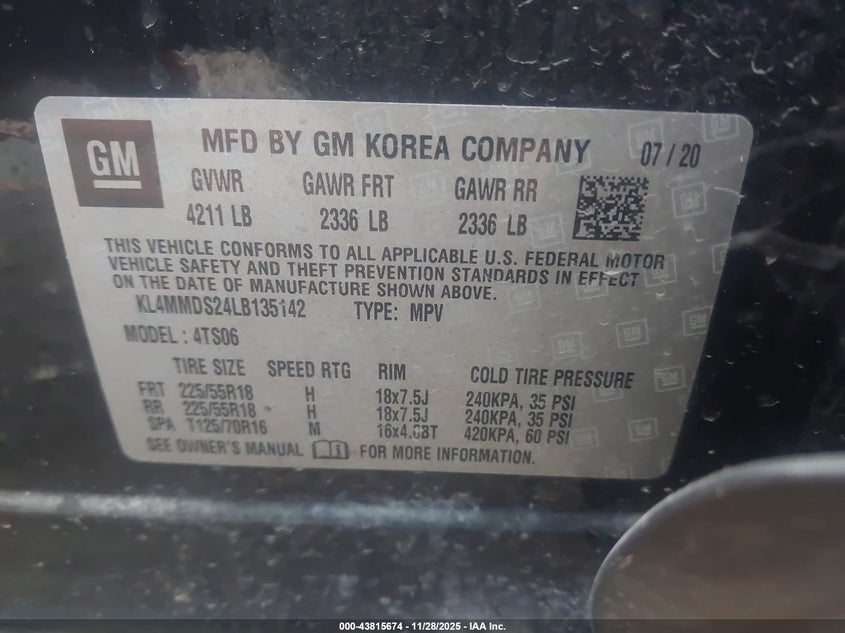 GM
MFD BY GM KOREA COMPANY 07 / 20
GVWR GAWR FRT GAWR RR
4211 LB 2336 LB 2336 LB
THIS VEHICLE CONFORMS TO ALL APPLICABLE U.S. FEDERAL MOTOR
VEHICLE SAFETY AND THEFT PREVENTION STANDARDS IN EFFECT
ON THE DATE OF MANUFACTURE SHOWN ABOVE.
KL4MMDS24LB135142 TYPE: MPV
MODEL : 4TS06
TIRE SIZE SPEED RTG RIM COLD TIRE PRESSURE
FRT 225/55R18 H 18x7.5J 240KPA, 35 PSI
RR 225/55R18 H 18x7.5J 240KPA, 35 PSI
SPA T125/70R16 M 420KPA, 60 PSI
SEE OWNER'S MANUAL FOR MORE INFORMATION.
000-43815674 | 11/28/2025 - IAA Inc.